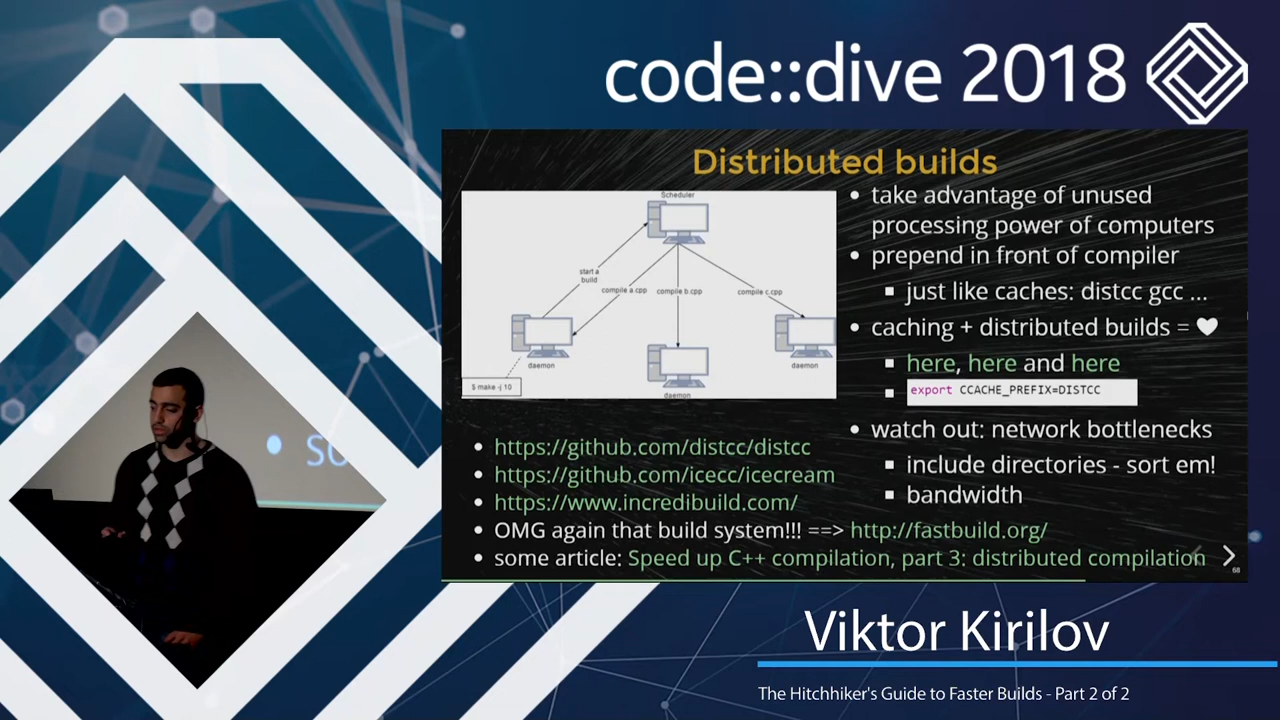 code::dive 2018
Distributed builds
Scheduler
start a
build
compile a.cpp
compile b.cpp
compile c.cpp
daemon
daemon
daemon
$ make -j 10
take advantage of unused
processing power of computers
prepend in front of compiler
just like caches: distcc gcc ...
caching + distributed builds = ♥
here, here and here
export CCACHE_PREFIX=DISTCC
watch out: network bottlenecks
include directories - sort em!
bandwidth
https://github.com/distcc/distcc
https://github.com/icecc/icecream
https://www.incredibuild.com/
OMG again that build system!!! ==> http://fastbuild.org/
some article: Speed up C++ compilation, part 3: distributed compilation
68
Viktor Kirilov
The Hitchhiker's Guide to Faster Builds - Part 2 of 2